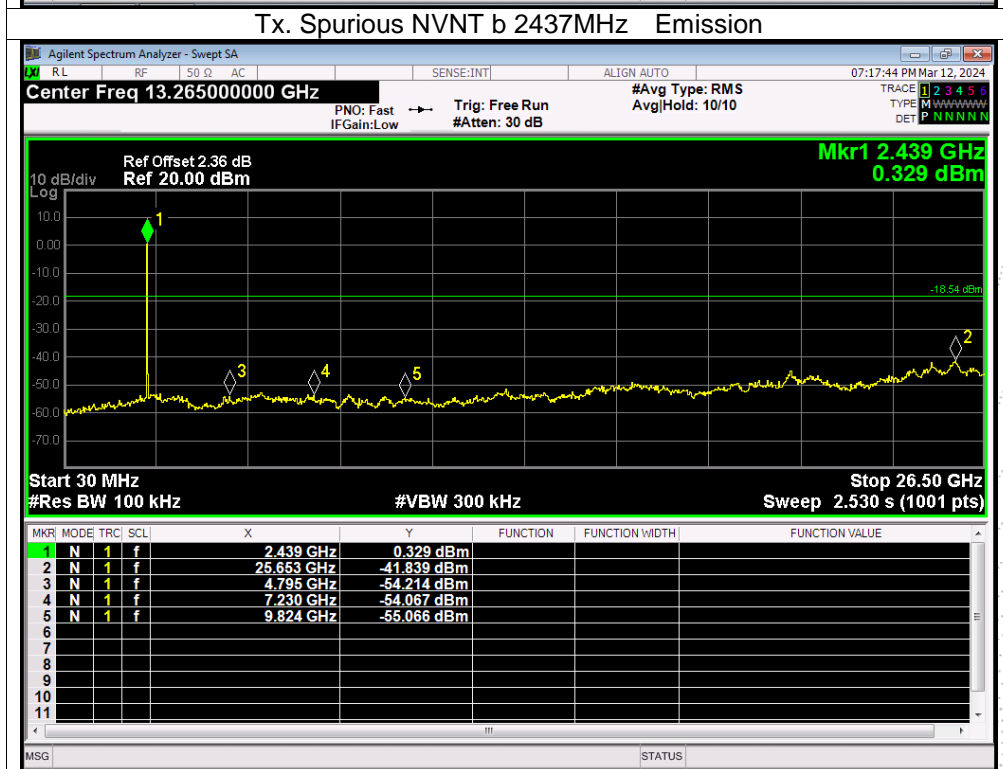 Tx. Spurious NVNT b 2437MHz Emission
Agilent Spectrum Analyzer - Swept SA
LXI RL RF 50 Ω AC SENSE:INT ALIGN AUTO 07:17:44 PM Mar 12, 2024
Center Freq 13.265000000 GHz #Avg Type: RMS TRACE 1 2 3 4 5 6
PNO: Fast Trig: Free Run Avg|Hold: 10/10 TYPE M WWWWW
IFGain:Low #Atten: 30 dB DET P N N N N N
Mkr1 2.439 GHz
Ref Offset 2.36 dB
10 dB/div Ref 20.00 dBm 0.329 dBm
Log
10.0
1
0.00
-10.0
-18.54 dBm
-20.0
-30.0
2
-40.0
3 4 5
-50.0
-60.0
-70.0
Start 30 MHz Stop 26.50 GHz
#Res BW 100 kHz #VBW 300 kHz Sweep 2.530 s (1001 pts)
MKR MODE TRC SCL X Y FUNCTION FUNCTION WIDTH FUNCTION VALUE
1 N 1 f 2.439 GHz 0.329 dBm
2 N 1 f 25.653 GHz -41.839 dBm
3 N 1 f 4.795 GHz -54.214 dBm
4 N 1 f 7.230 GHz -54.067 dBm
5 N 1 f 9.824 GHz -55.066 dBm
6
7
8
9
10
11
MSG STATUS